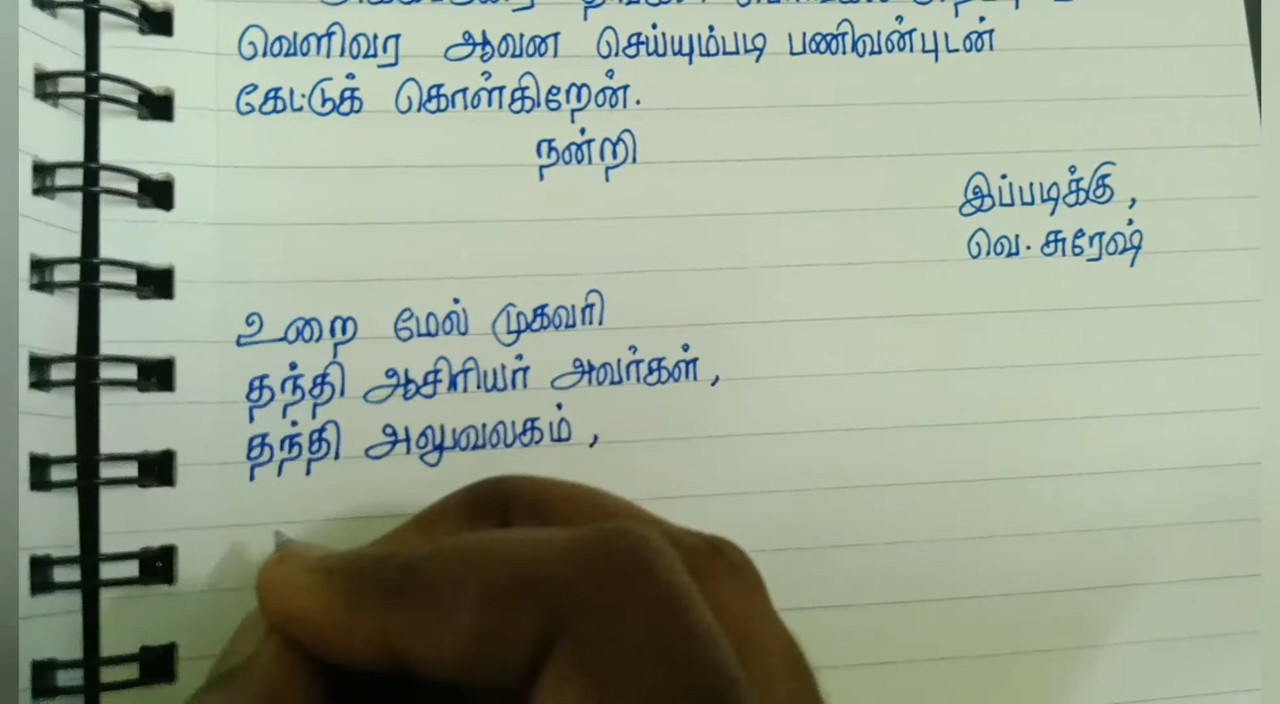 வெளிவர ஆவன செய்யும்படி பணிவன்புடன்
கேட்டுக் கொள்கிறேன்.
நன்றி
இப்படிக்கு,
வெ. சுரேஷ்
உறை மேல் முகவரி
தந்தி ஆசிரியர் அவர்கள்,
தந்தி அலுவலகம்,